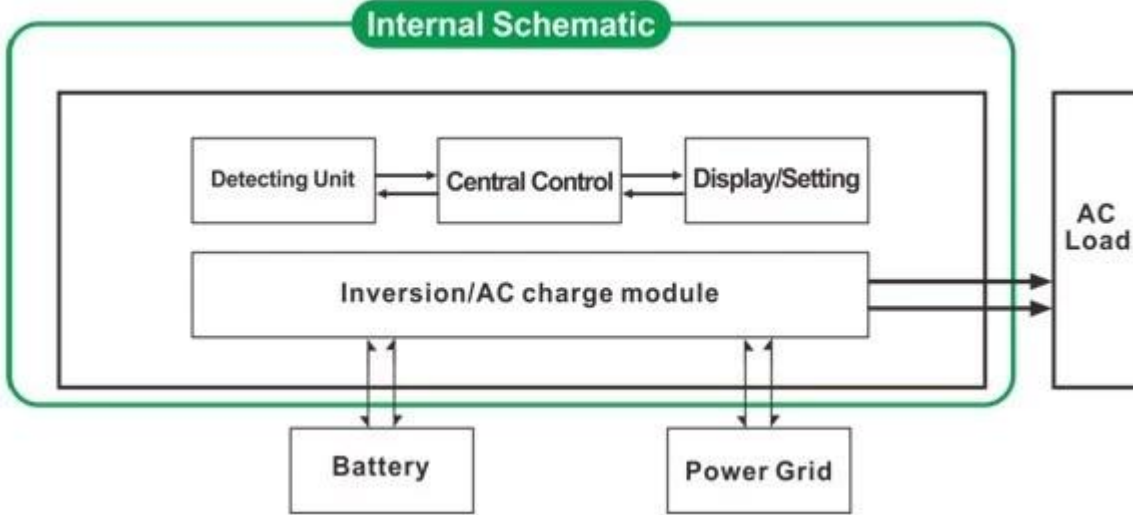 Internal Schematic
Detecting Unit
Central Control
Display/Setting
AC
Load
Inversion/AC charge module
Battery
Power Grid